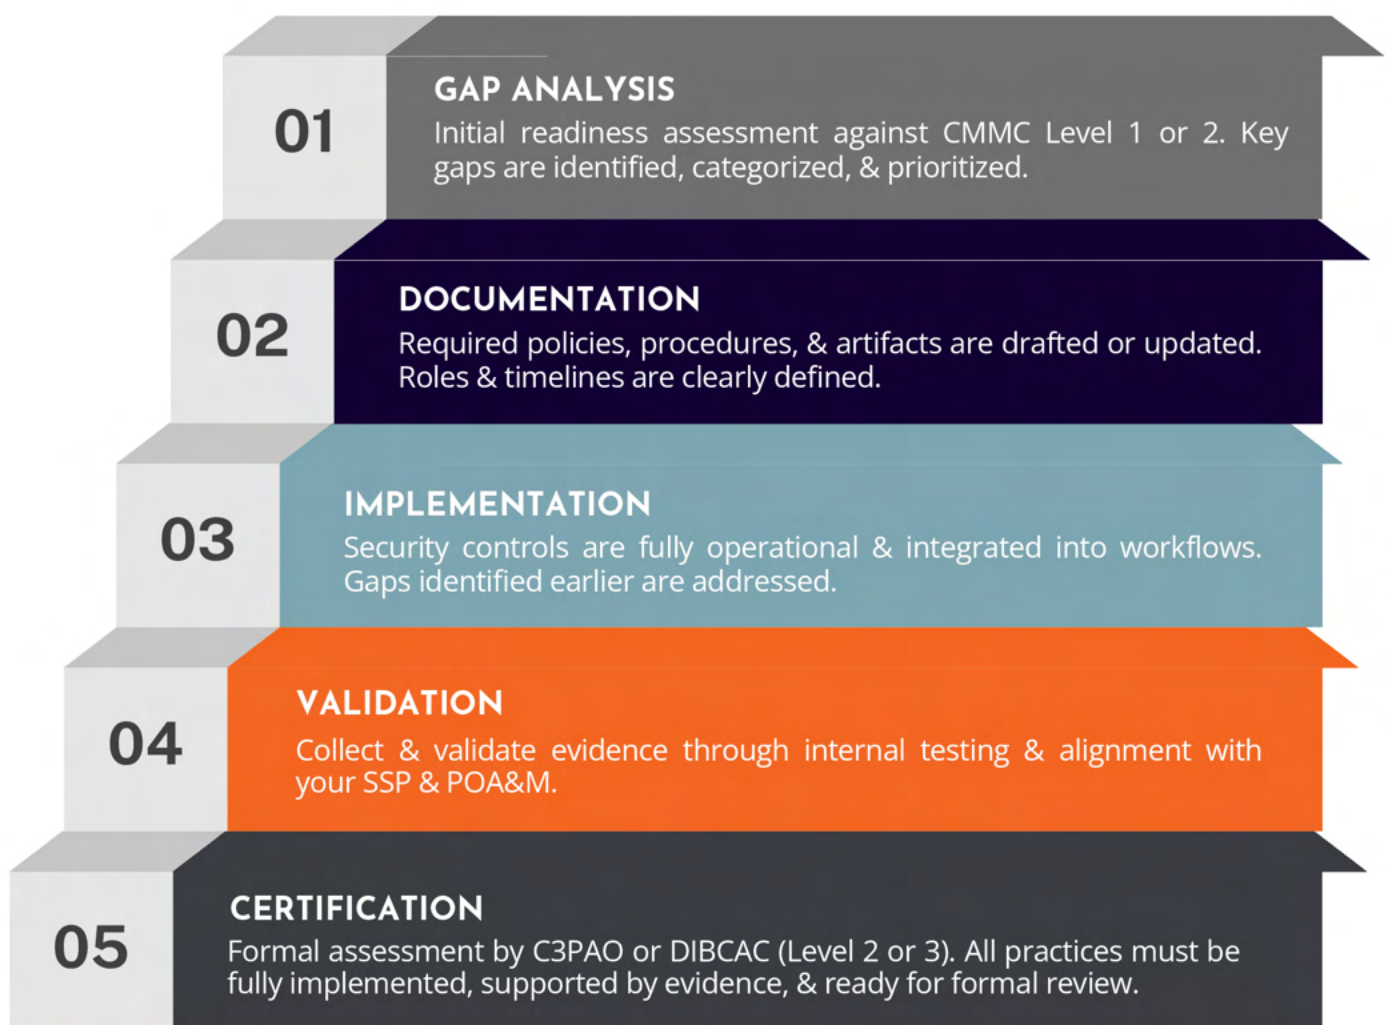 01
GAP ANALYSIS
Initial readiness assessment against CMMC Level 1 or 2. Key
gaps are identified, categorized, & prioritized.
02
DOCUMENTATION
Required policies, procedures, & artifacts are drafted or updated.
Roles & timelines are clearly defined.
03
IMPLEMENTATION
Security controls are fully operational & integrated into workflows.
Gaps identified earlier are addressed.
04
VALIDATION
Collect & validate evidence through internal testing & alignment with
your SSP & POA&M.
05
CERTIFICATION
Formal assessment by C3PAO or DIBCAC (Level 2 or 3). All practices must be
fully implemented, supported by evidence, & ready for formal review.